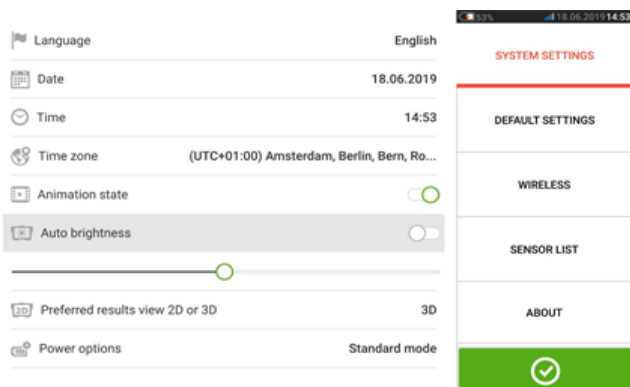 Language English
Date 18.06.2019
Time 14:53
Time zone (UTC+01:00) Amsterdam, Berlin, Bern, Ro...
Animation state
Auto brightness
2D Preferred results view 2D or 3D 3D
Power options Standard mode
53% 18.06.2019 14:53
SYSTEM SETTINGS
DEFAULT SETTINGS
WIRELESS
SENSOR LIST
ABOUT